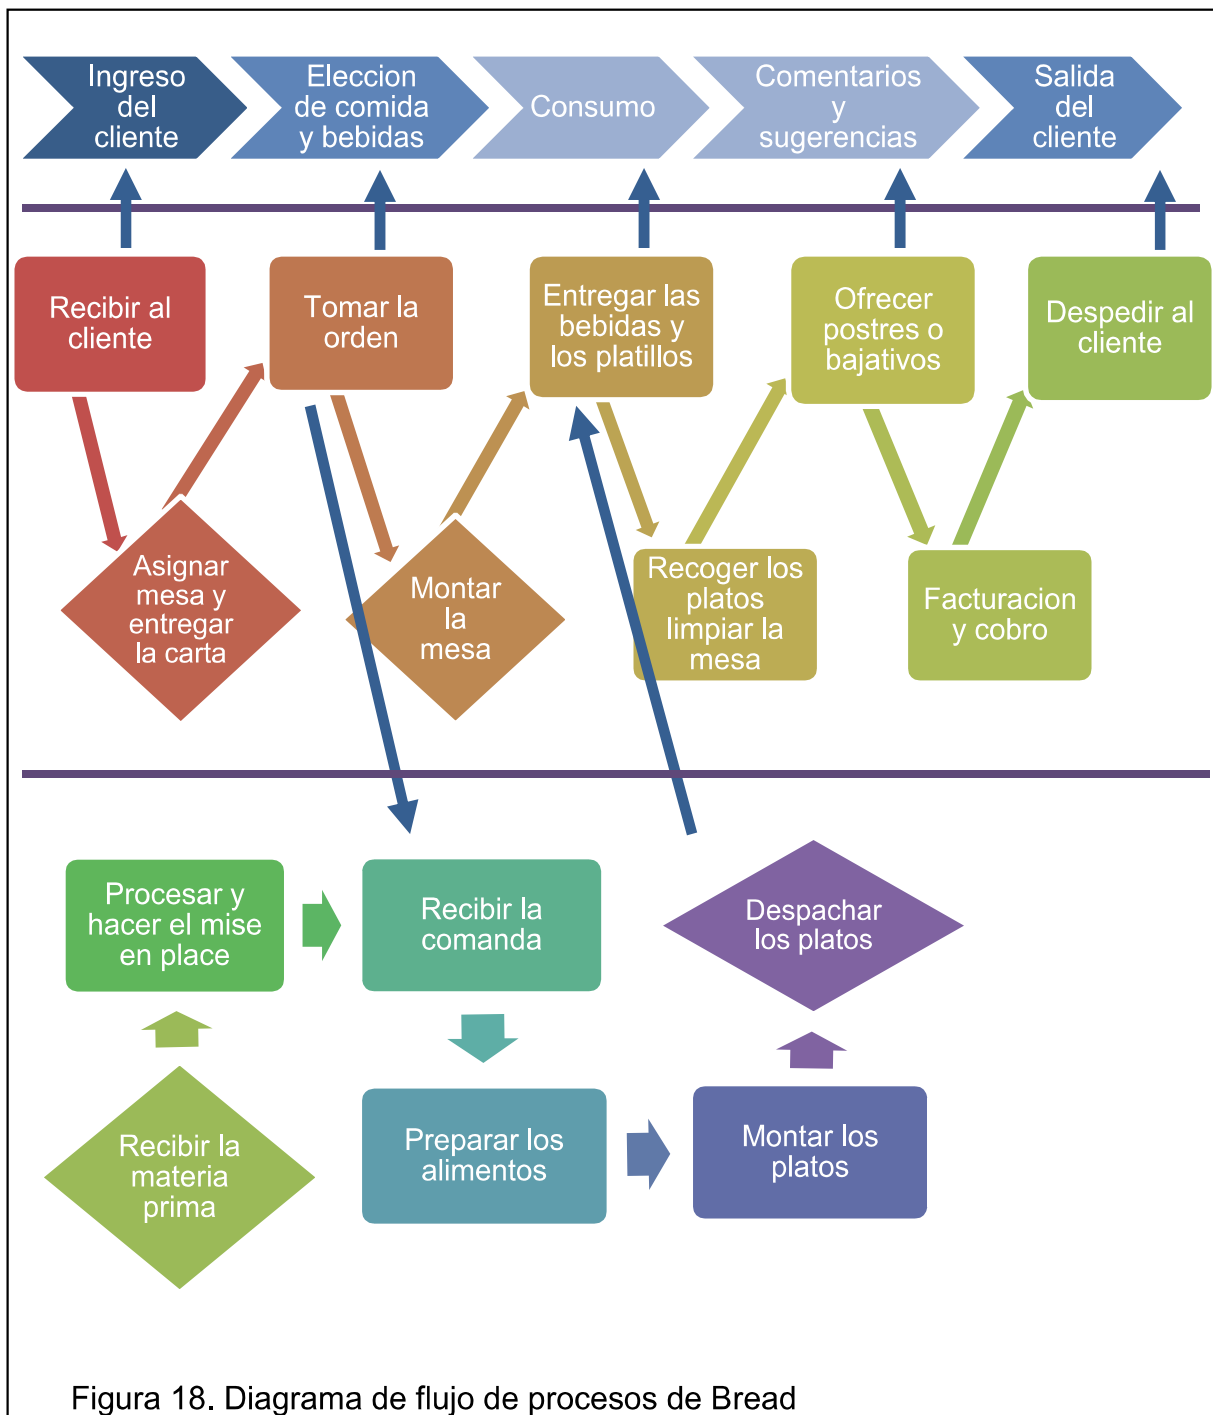 Ingreso
del
cliente
Eleccion
de comida
y bebidas
Consumo
Comentarios
y
sugerencias
Salida
del
cliente
Recibir al
cliente
Tomar la
orden
Entregar las
bebidas y
los platillos
Ofrecer
postres o
bajativos
Despedir al
cliente
Asignar
mesa y
entregar
la carta
Montar
la
mesa
Recoger los
platos
limpiar la
mesa
Facturacion
y cobro
Procesar y
hacer el mise
en place
Recibir la
comanda
Despachar
los platos
Recibir la
materia
prima
Preparar los
alimentos
Montar los
platos
Figura 18. Diagrama de flujo de procesos de Bread